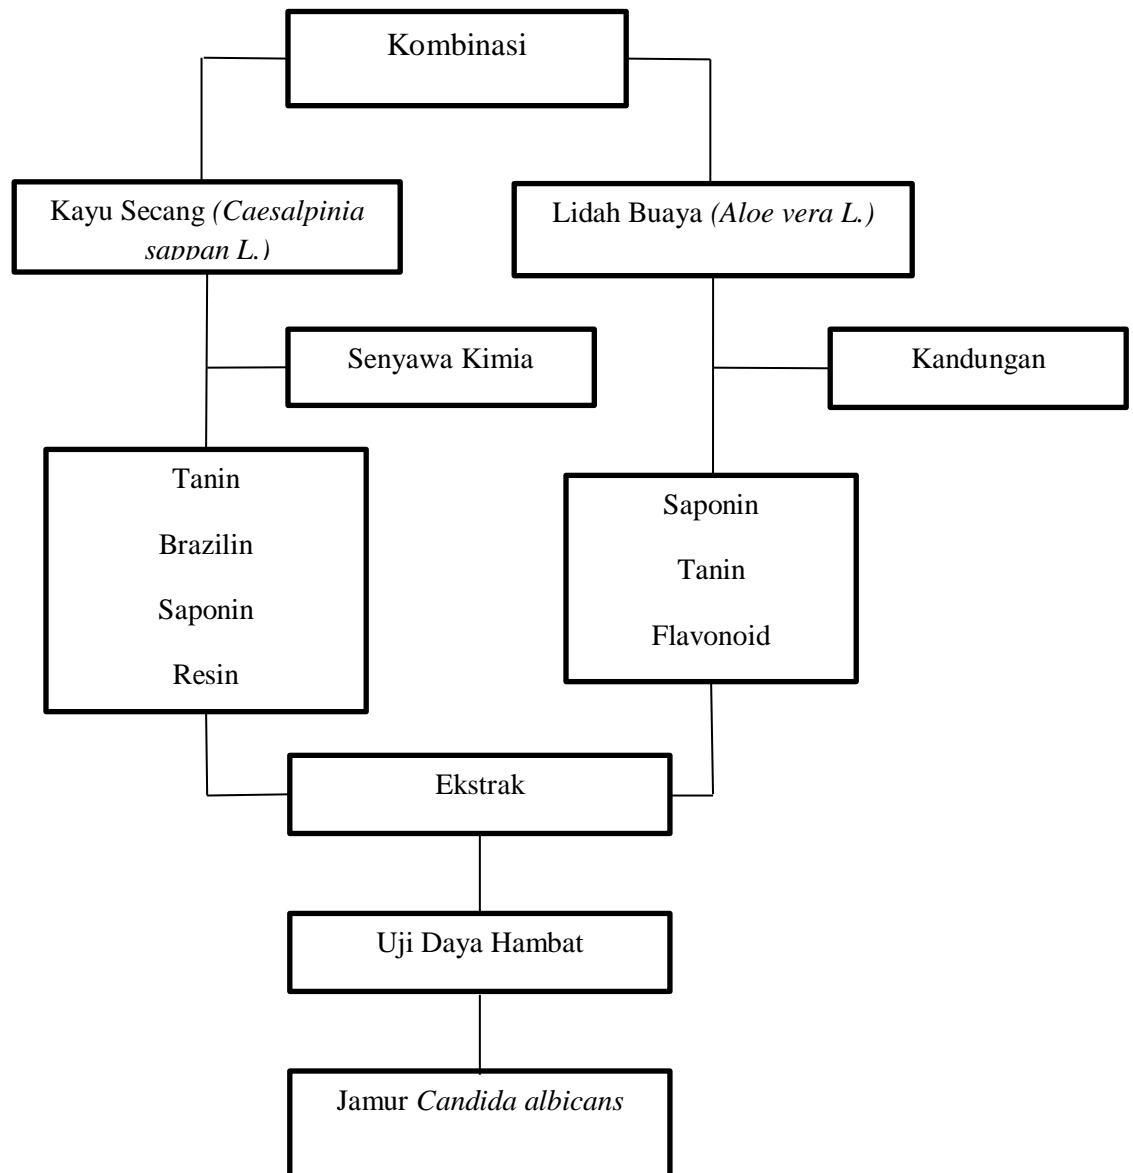 Kombinasi
Kayu Secang (Caesalpinia
sappan L.)
Lidah Buaya (Aloe vera L.)
Senyawa Kimia
Kandungan
Tanin
Brazilin
Saponin
Resin
Saponin
Tanin
Flavonoid
Ekstrak
Uji Daya Hambat
Jamur Candida albicans